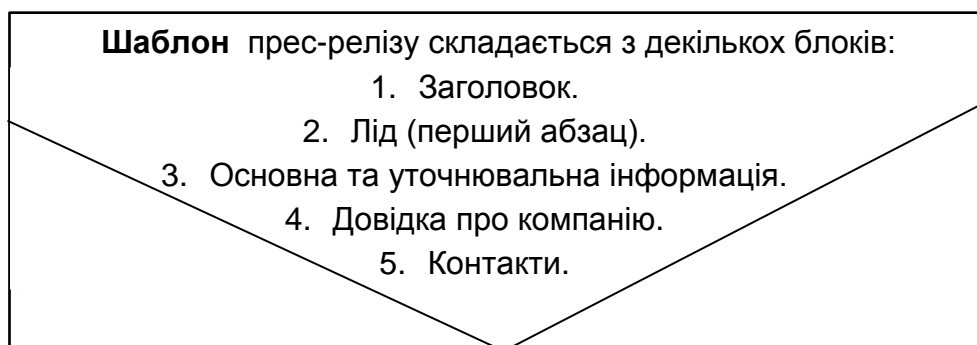 Шаблон прес-релізу складається з декількох блоків:
1. Заголовок.
2. Лід (перший абзац).
3. Основна та уточнювальна інформація.
4. Довідка про компанію.
5. Контакти.